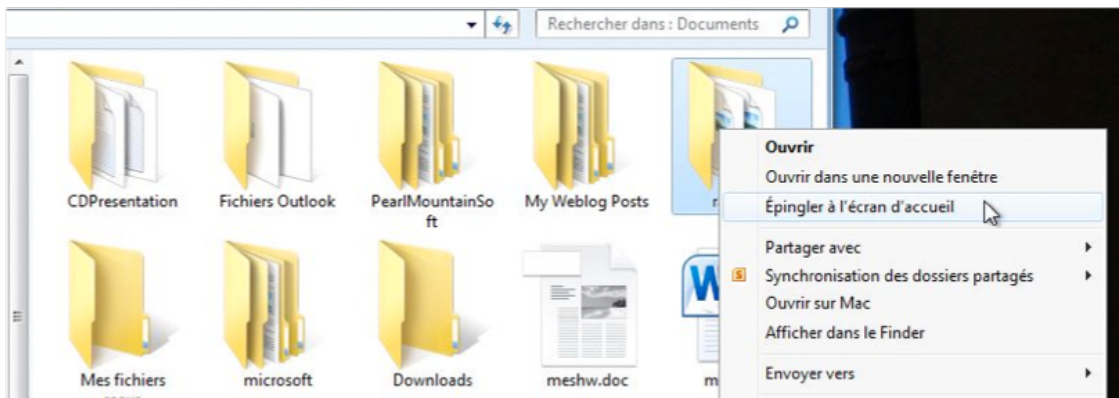 Rechercher dans : Documents
CDPresentation
Fichiers Outlook
PearlMountainSo
ft
My Weblog Posts
Mes fichiers
microsoft
Downloads
meshw.doc
Ouvrir
Ouvrir dans une nouvelle fenêtre
Épingler à l'écran d'accueil
Partager avec
Synchronisation des dossiers partagés
Ouvrir sur Mac
Afficher dans le Finder
Envoyer vers